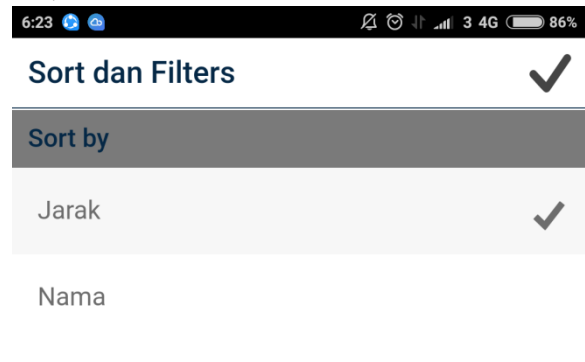 6:23 3 4G 86%
Sort dan Filters
Sort by
Jarak
Nama